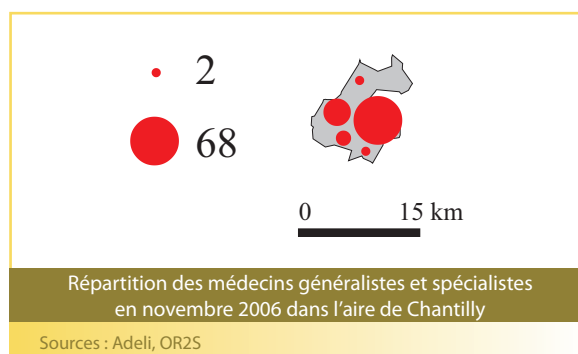 2
68
0 15 km
Répartition des médecins généralistes et spécialistes
en novembre 2006 dans l’aire de Chantilly
Sources : Adeli, OR2S